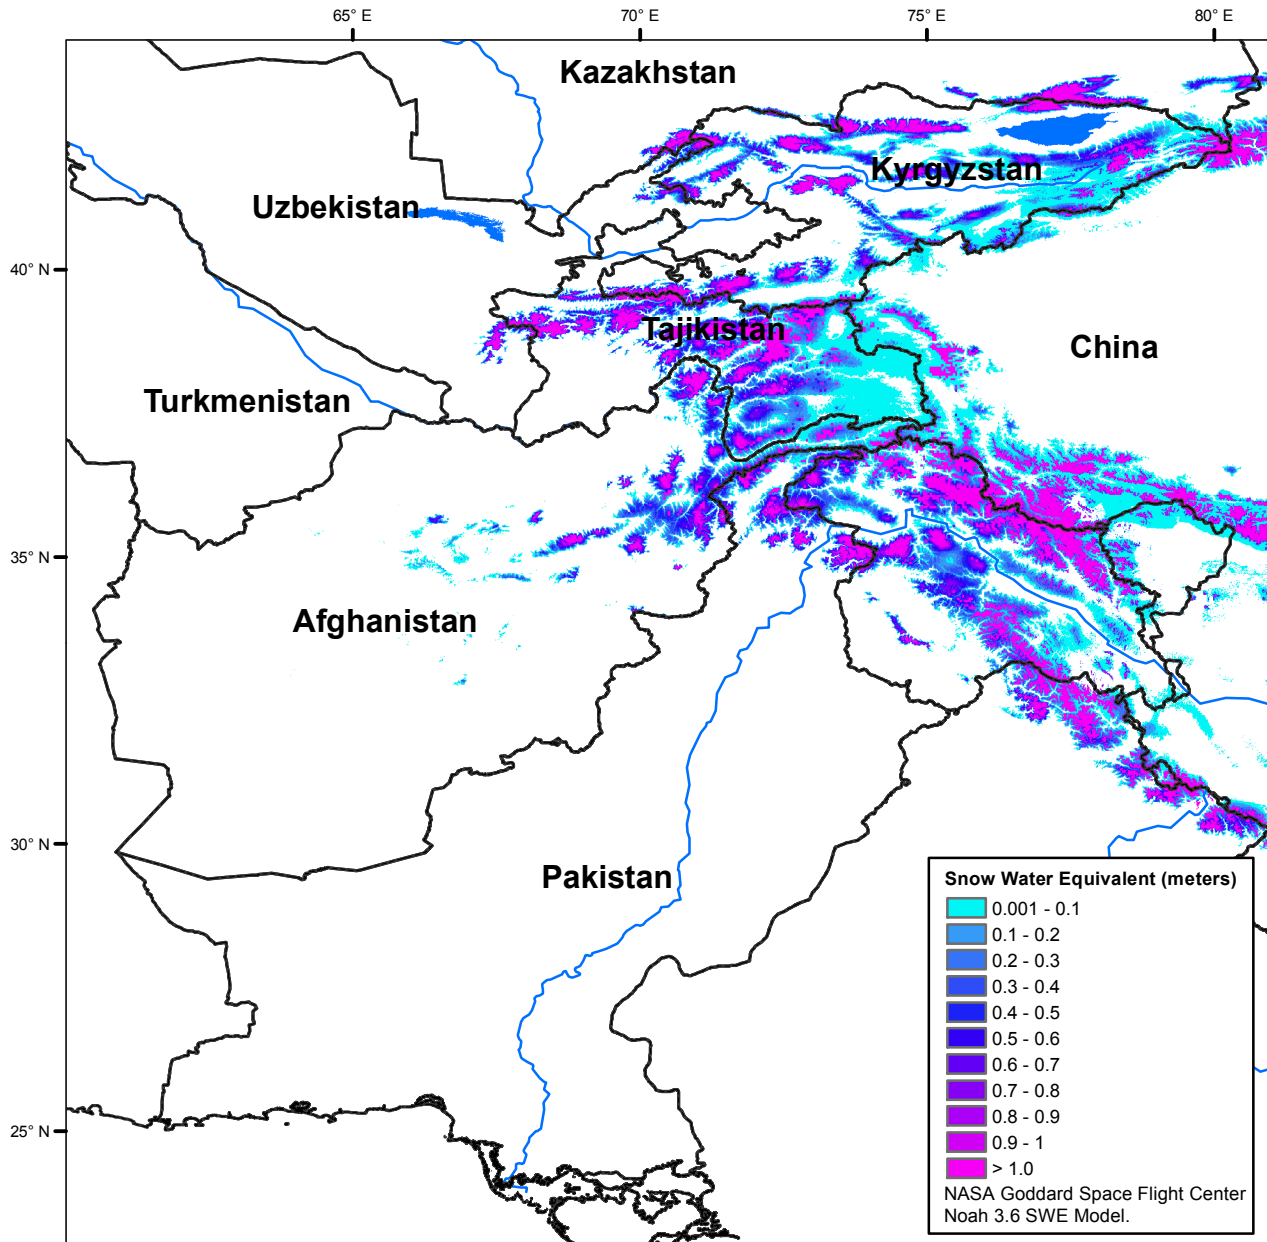 65° E 70° E 75° E 80° E
Kazakhstan
Kyrgyzstan
Uzbekistan
40° N
Tajikistan
China
Turkmenistan
35° N
Afghanistan
30° N
Pakistan
25° N
Snow Water Equivalent (meters)
0.001 - 0.1
0.1 - 0.2
0.2 - 0.3
0.3 - 0.4
0.4 - 0.5
0.5 - 0.6
0.6 - 0.7
0.7 - 0.8
0.8 - 0.9
0.9 - 1
> 1.0
NASA Goddard Space Flight Center
Noah 3.6 SWE Model.